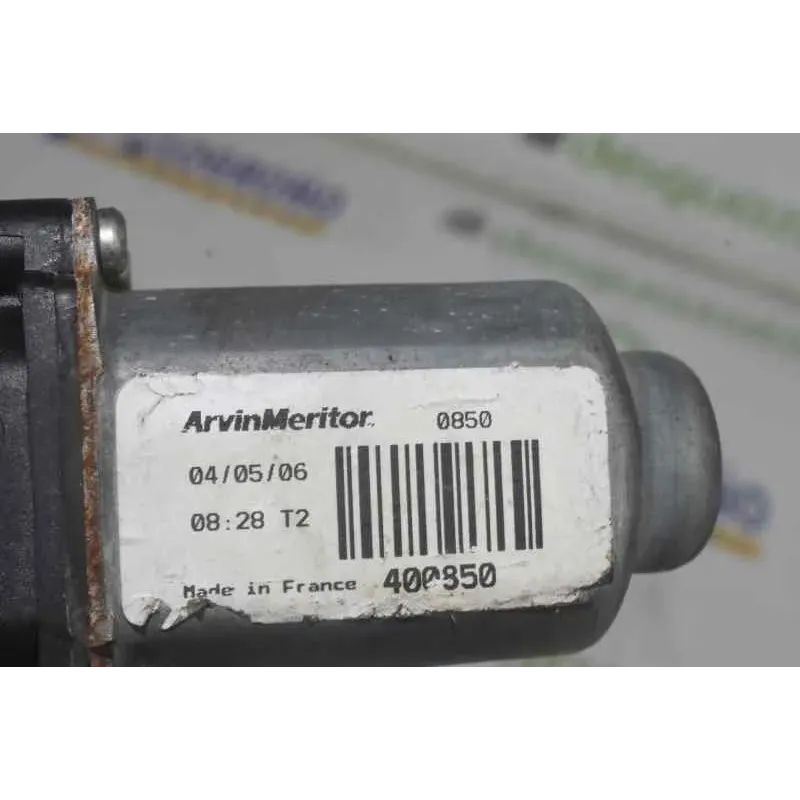 ArvinMeritor 0850
04/05/06
08:28 T2
Made in France 400850